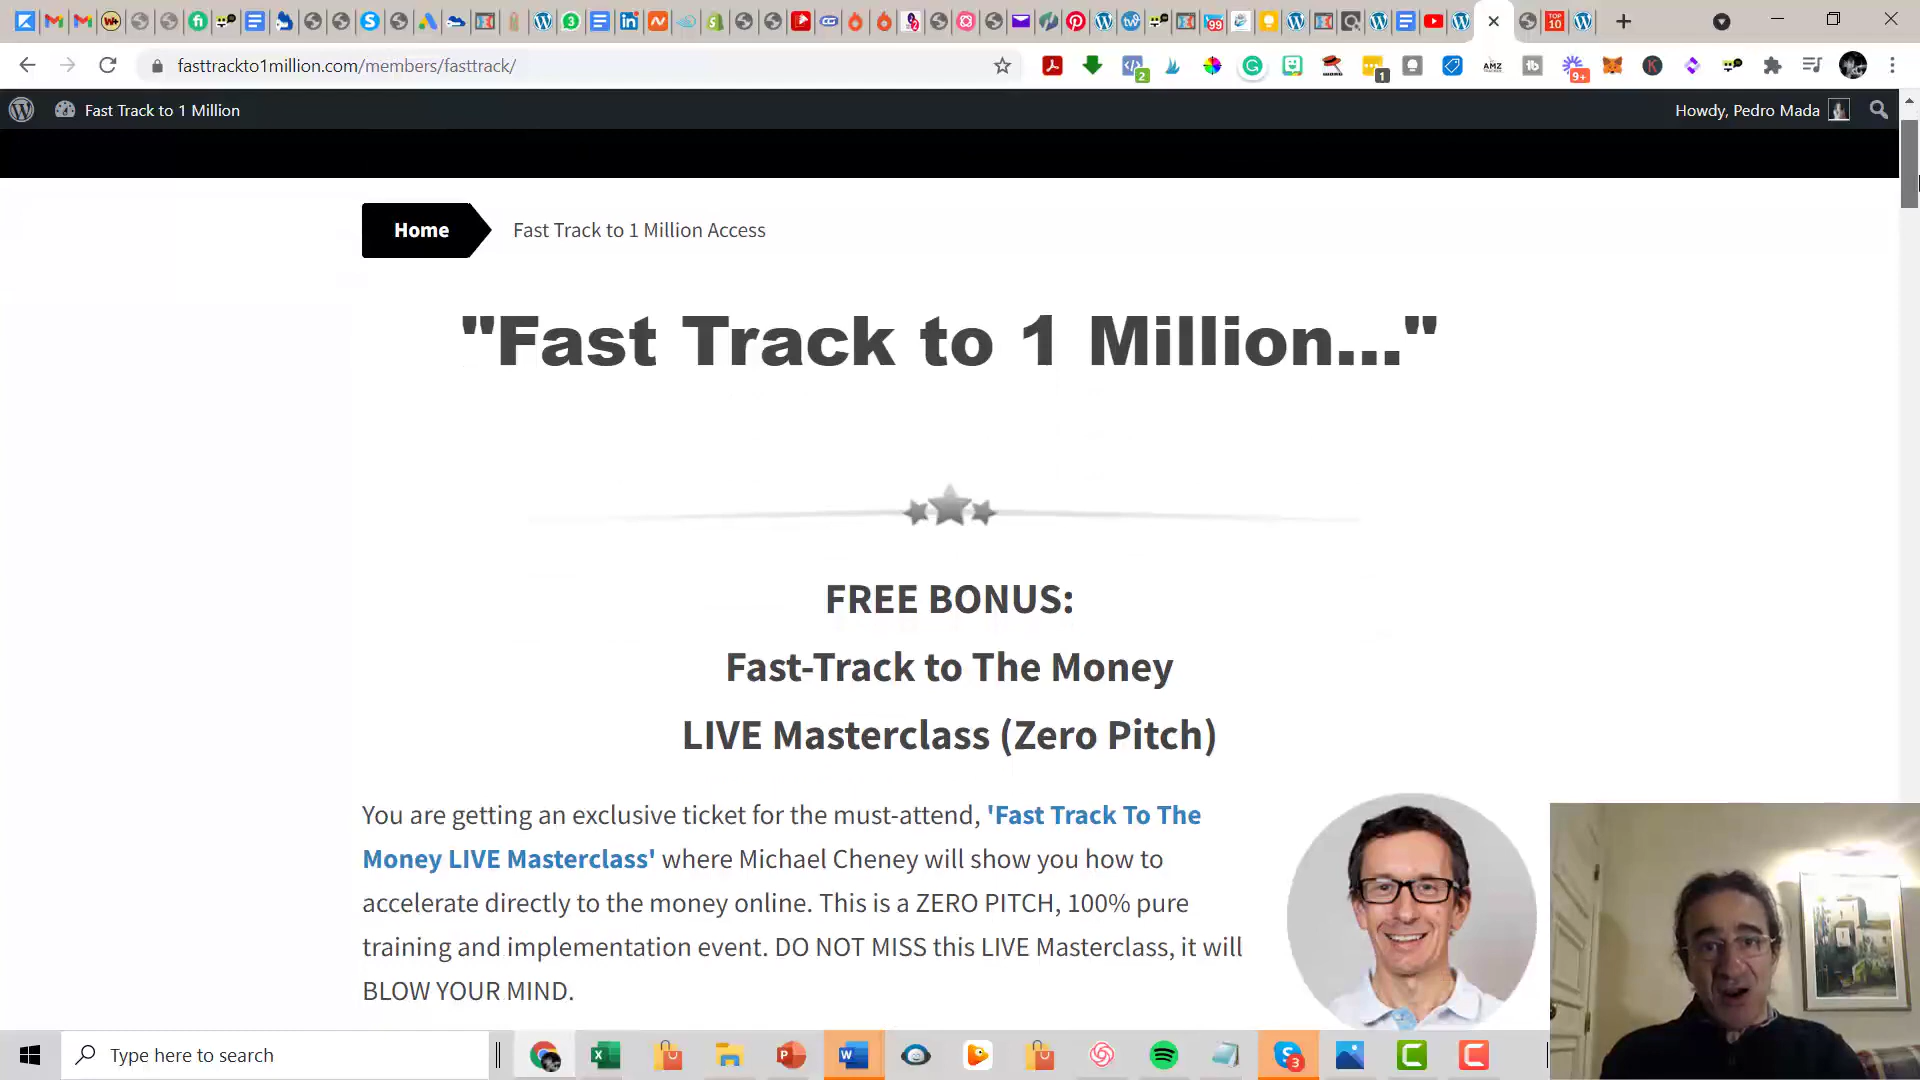 fasttrackto1million.com/members/fasttrack/
Fast Track to 1 Million
Howdy, Pedro Mada
Home
Fast Track to 1 Million Access
"Fast Track to 1 Million..."
FREE BONUS:
Fast-Track to The Money
LIVE Masterclass (Zero Pitch)
You are getting an exclusive ticket for the must-attend, 'Fast Track To The
Money LIVE Masterclass' where Michael Cheney will show you how to
accelerate directly to the money online. This is a ZERO PITCH, 100% pure
training and implementation event. DO NOT MISS this LIVE Masterclass, it will
BLOW YOUR MIND.
Type here to search